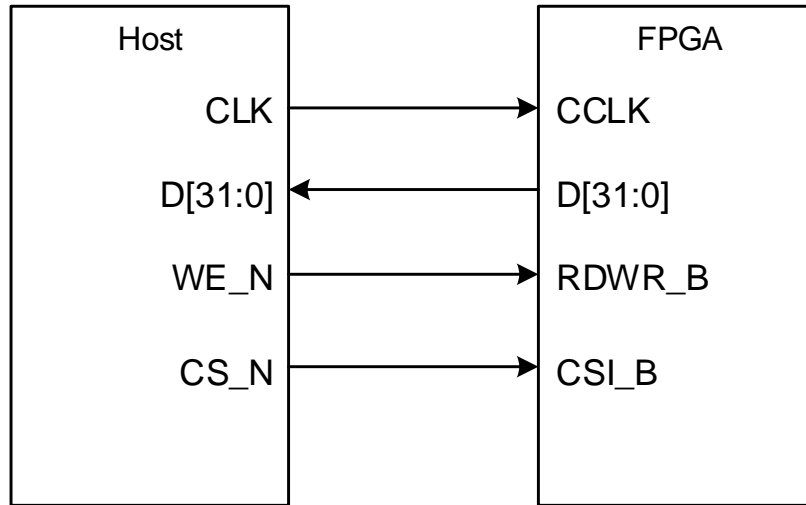 Host FPGA
CLK CCLK
D[31:0] D[31:0]
WE_N RDWR_B
CS_N CSI_B